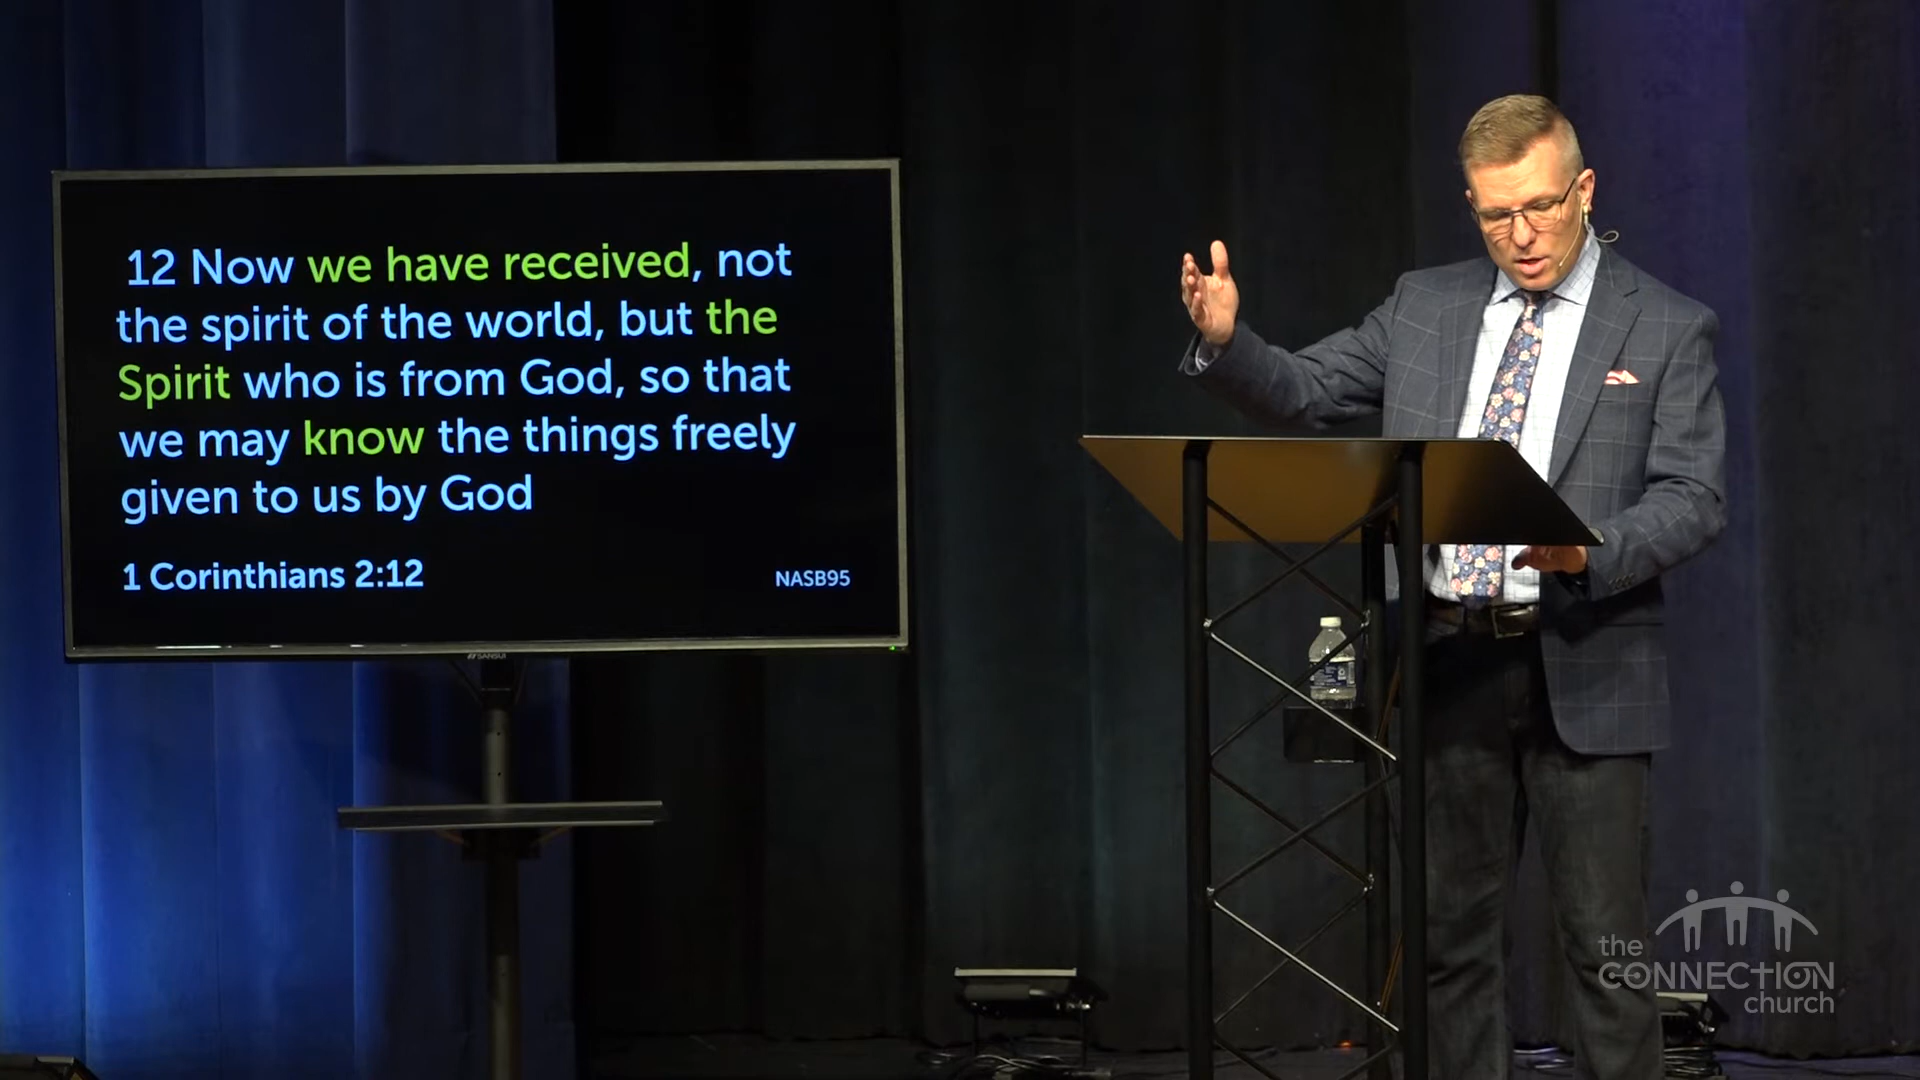 12 Now we have received, not
the spirit of the world, but the
Spirit who is from God, so that
we may know the things freely
given to us by God
1 Corinthians 2:12
NASB95
SANSUI
the
CONNECTION
church